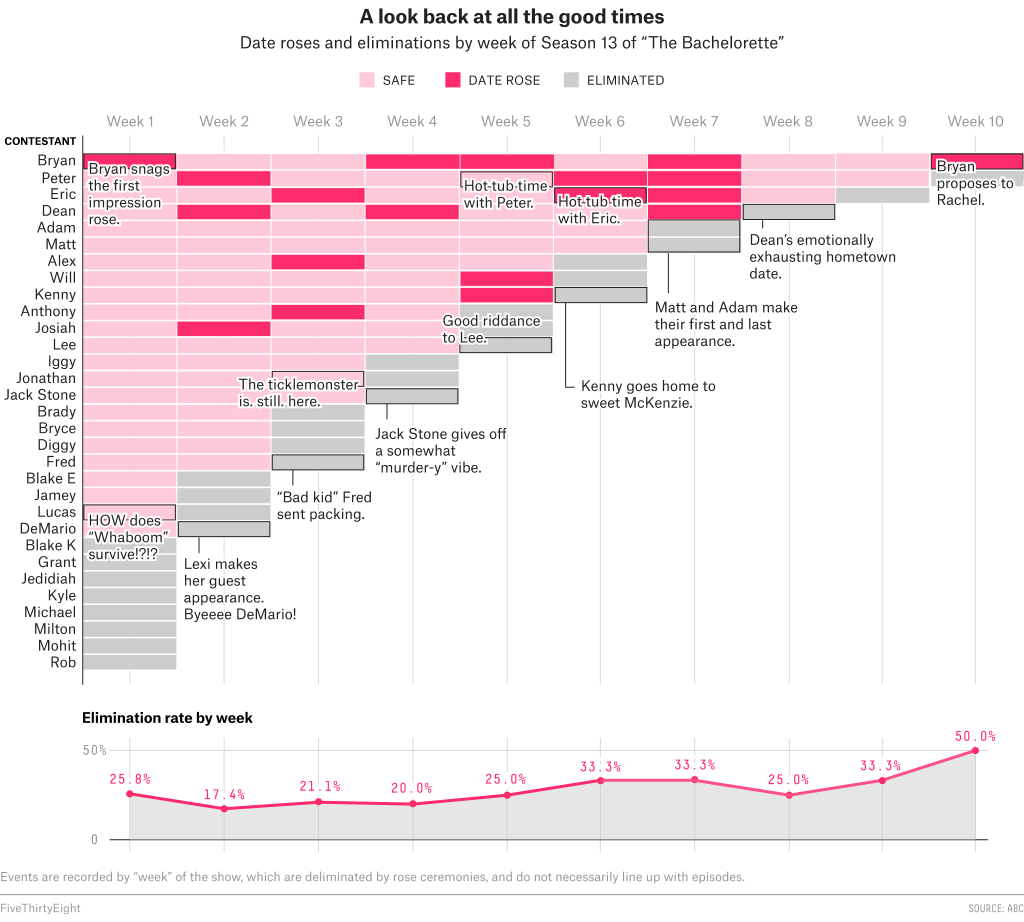 A look back at all the good times
Date roses and eliminations by week of Season 13 of “The Bachelorette”
SAFE DATE ROSE ELIMINATED
Week 1 Week 2 Week 3 Week 4 Week 5 Week 6 Week 7 Week 8 Week 9 Week 10
CONTESTANT
Bryan
Peter
Eric
Dean
Adam
Matt
Alex
Will
Kenny
Anthony
Josiah
Lee
Iggy
Jonathan
Jack Stone
Brady
Bryce
Diggy
Fred
Blake E
Jamey
Lucas
DeMario
Blake K
Grant
Jedidiah
Kyle
Michael
Milton
Mohit
Rob
Bryan snags
the first
impression
rose.
Hot-tub time
with Peter.
Hot-tub time
with Eric.
Bryan
proposes to
Rachel.
Dean’s emotionally
exhausting hometown
date.
Matt and Adam make
their first and last
appearance.
Good riddance
to Lee.
Kenny goes home to
sweet McKenzie.
The ticklemonster
is. still. here.
Jack Stone gives off
a somewhat
“murder-y” vibe.
“Bad kid” Fred
sent packing.
HOW does
“Whaboom”
survive!?!?
Lexi makes
her guest
appearance.
Byeeee DeMario!
Elimination rate by week
50%
0
25.8%
17.4%
21.1%
20.0%
25.0%
33.3%
33.3%
25.0%
33.3%
50.0%
Events are recorded by “week” of the show, which are deliminated by rose ceremonies, and do not necessarily line up with episodes.
FiveThirtyEight
SOURCE: ABC